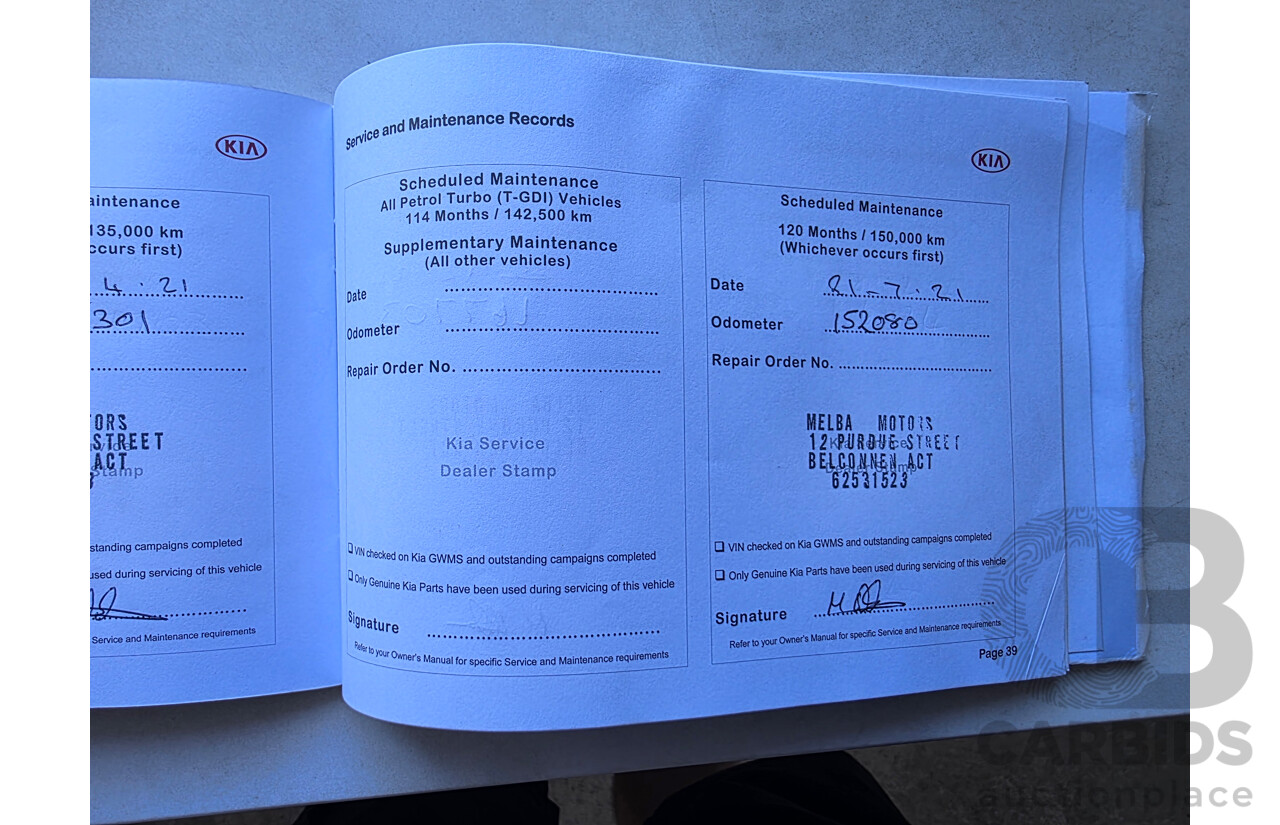 KIA
aintenance
135,000 km
ccurs first)
4 . 21
301
ORS
STREET
ACT
Stamp
standing campaigns completed
used during servicing of this vehicle
Service and Maintenance requirements
Service and Maintenance Records
Scheduled Maintenance
All Petrol Turbo (T-GDI) Vehicles
114 Months / 142,500 km
Supplementary Maintenance
(All other vehicles)
Date
Odometer
Repair Order No.
Kia Service
Dealer Stamp
❑ VIN checked on Kia GWMS and outstanding campaigns completed
❑ Only Genuine Kia Parts have been used during servicing of this vehicle
Signature
Refer to your Owner's Manual for specific Service and Maintenance requirements
KIA
Scheduled Maintenance
120 Months / 150,000 km
(Whichever occurs first)
Date 21-7.21
Odometer 152080
Repair Order No.
MELBA MOTORS
12 PURDUE STREET
BELCONNEN ACT
62531523
Kia Service
Dealer Stamp
❑ VIN checked on Kia GWMS and outstanding campaigns completed
❑ Only Genuine Kia Parts have been used during servicing of this vehicle
Signature
Refer to your Owner's Manual for specific Service and Maintenance requirements
Page 39
CARBIDS
auctionplace